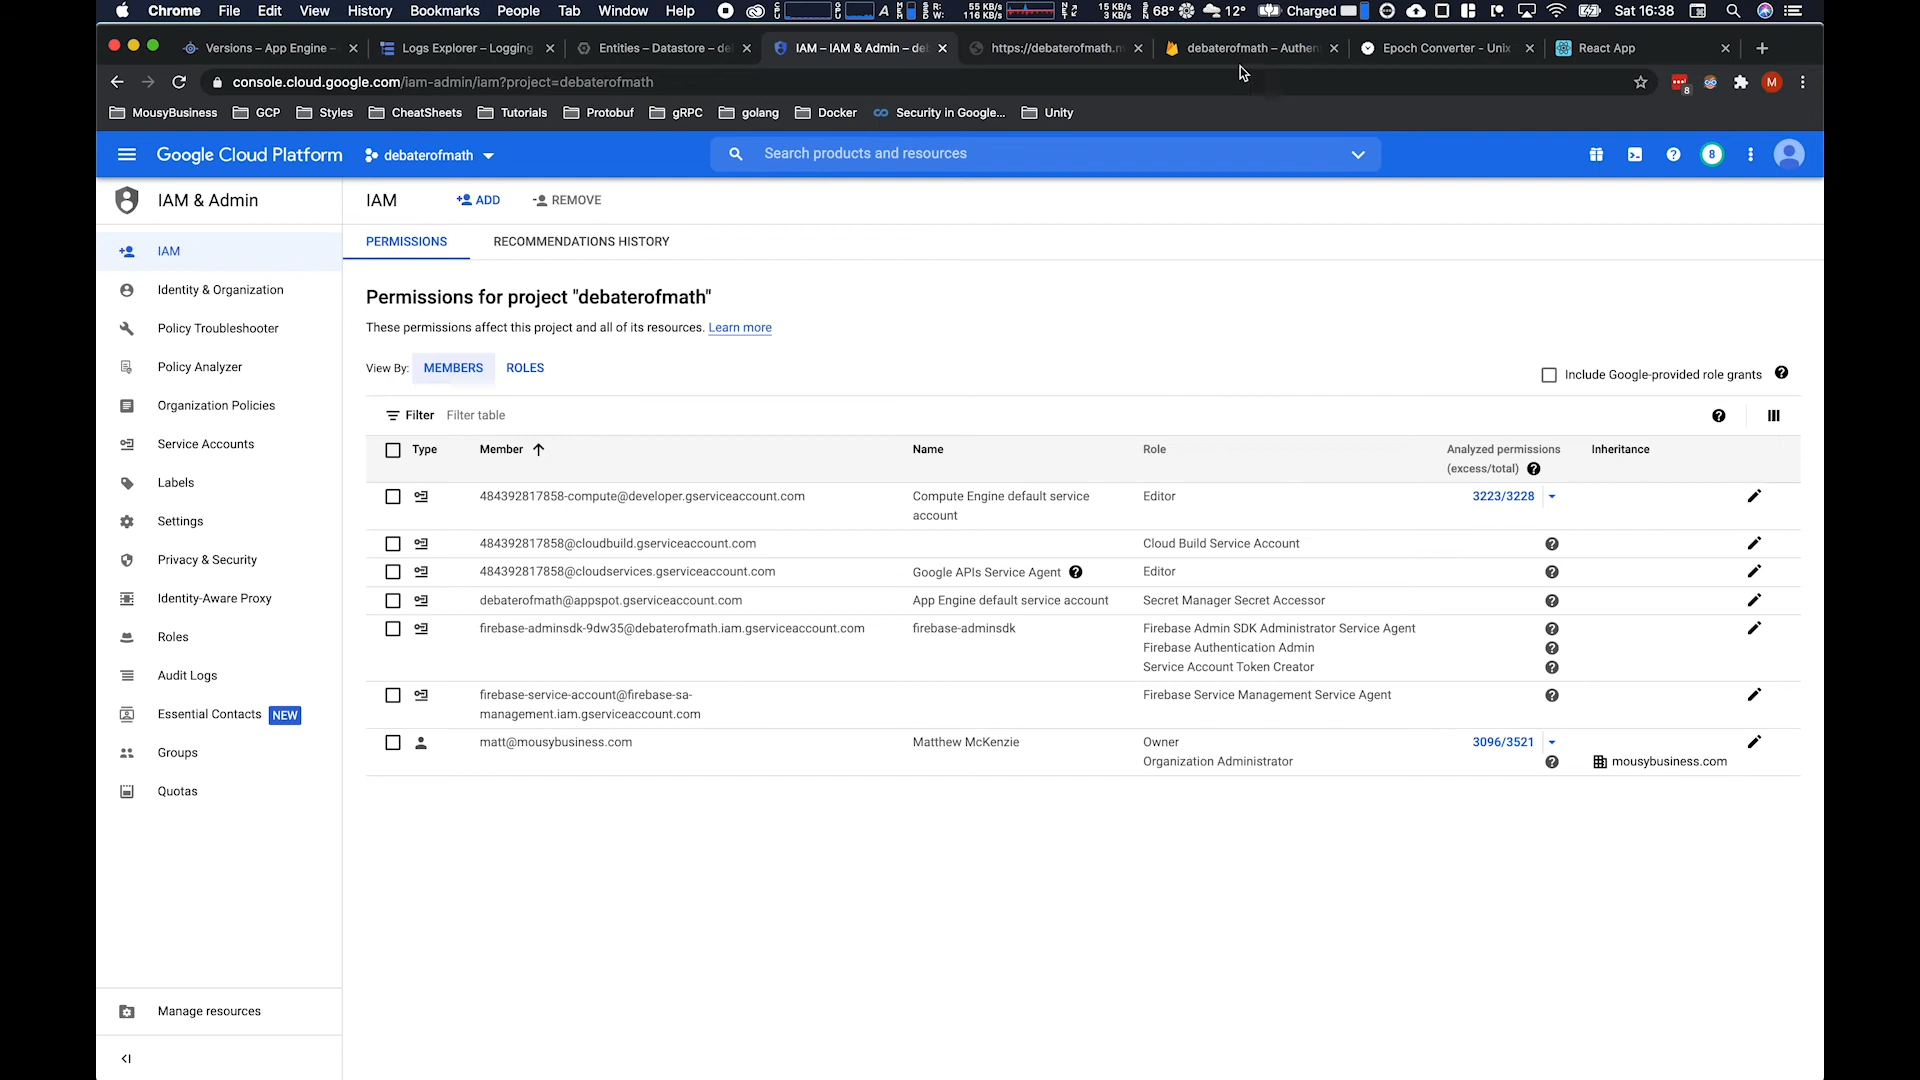 Chrome File Edit View History Bookmarks People Tab Window Help 55 KB/s 116 KB/s 15 KB/s 3 KB/s 68° 12° Charged Sat 16:38
Versions – App Engine – Logs Explorer – Logging Entities – Datastore – de IAM – IAM & Admin – deb https://debaterofmath.n debaterofmath – Authen Epoch Converter - Unix React App
console.cloud.google.com/iam-admin/iam?project=debaterofmath 8 M
MousyBusiness GCP Styles CheatSheets Tutorials Protobuf gRPC golang Docker Security in Google... Unity
Google Cloud Platform debaterofmath Search products and resources 8
IAM & Admin
IAM
Identity & Organization
Policy Troubleshooter
Policy Analyzer
Organization Policies
Service Accounts
Labels
Settings
Privacy & Security
Identity-Aware Proxy
Roles
Audit Logs
Essential Contacts NEW
Groups
Quotas
Manage resources
IAM ADD REMOVE
PERMISSIONS RECOMMENDATIONS HISTORY
Permissions for project "debaterofmath"
These permissions affect this project and all of its resources. Learn more
View By: MEMBERS ROLES
Include Google-provided role grants
Filter Filter table
Type Member Name Role Analyzed permissions Inheritance
(excess/total)
484392817858-compute@developer.gserviceaccount.com Compute Engine default service Editor 3223/3228
account
484392817858@cloudbuild.gserviceaccount.com Cloud Build Service Account
484392817858@cloudservices.gserviceaccount.com Google APIs Service Agent Editor
debaterofmath@appspot.gserviceaccount.com App Engine default service account Secret Manager Secret Accessor
firebase-adminsdk-9dw35@debaterofmath.iam.gserviceaccount.com firebase-adminsdk Firebase Admin SDK Administrator Service Agent
Firebase Authentication Admin
Service Account Token Creator
firebase-service-account@firebase-sa- Firebase Service Management Service Agent
management.iam.gserviceaccount.com
matt@mousybusiness.com Matthew McKenzie Owner 3096/3521
Organization Administrator mousybusiness.com